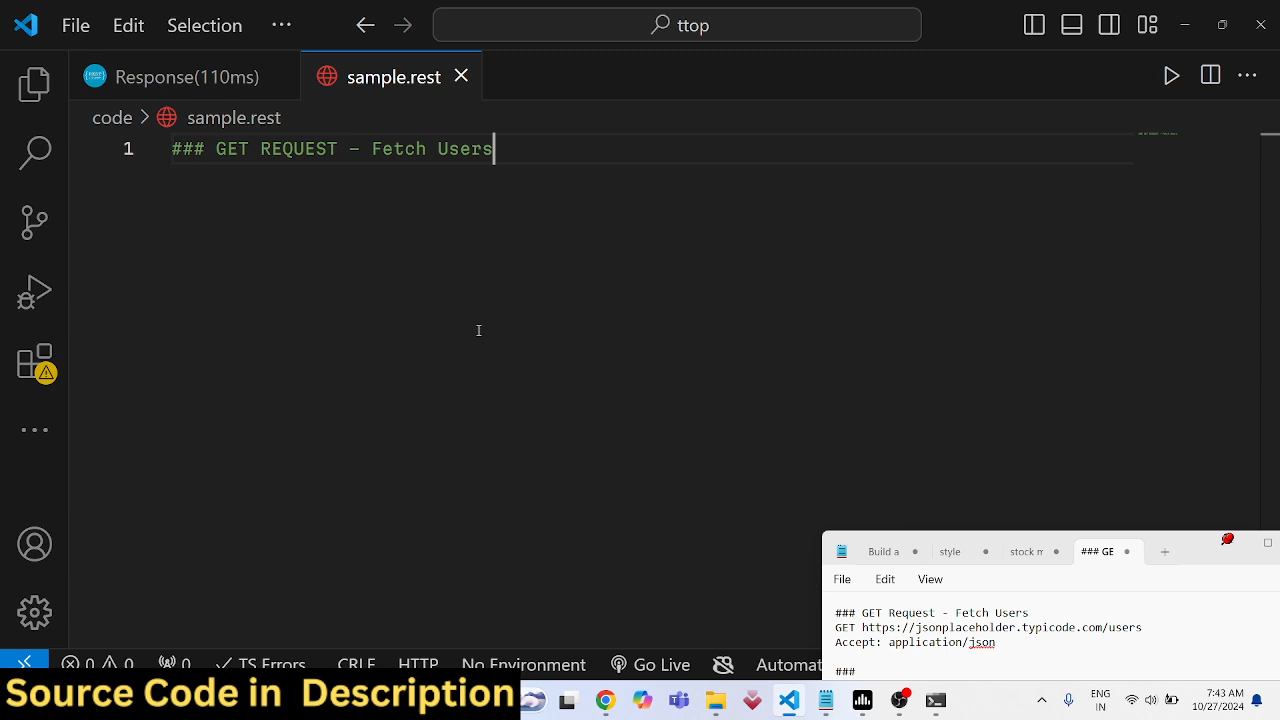 File Edit Selection ···
ttop
Response(110ms)
sample.rest
code > sample.rest
1 ### GET REQUEST - Fetch Users
Build a
style
stock m
### GE
File Edit View
### GET Request - Fetch Users
GET https://jsonplaceholder.typicode.com/users
Accept: application/json
###
0 0 0 TS Errors CRLF HTTP No Environment Go Live Automat
Source Code in Description
ENG
IN
7:43 AM
10/27/2024